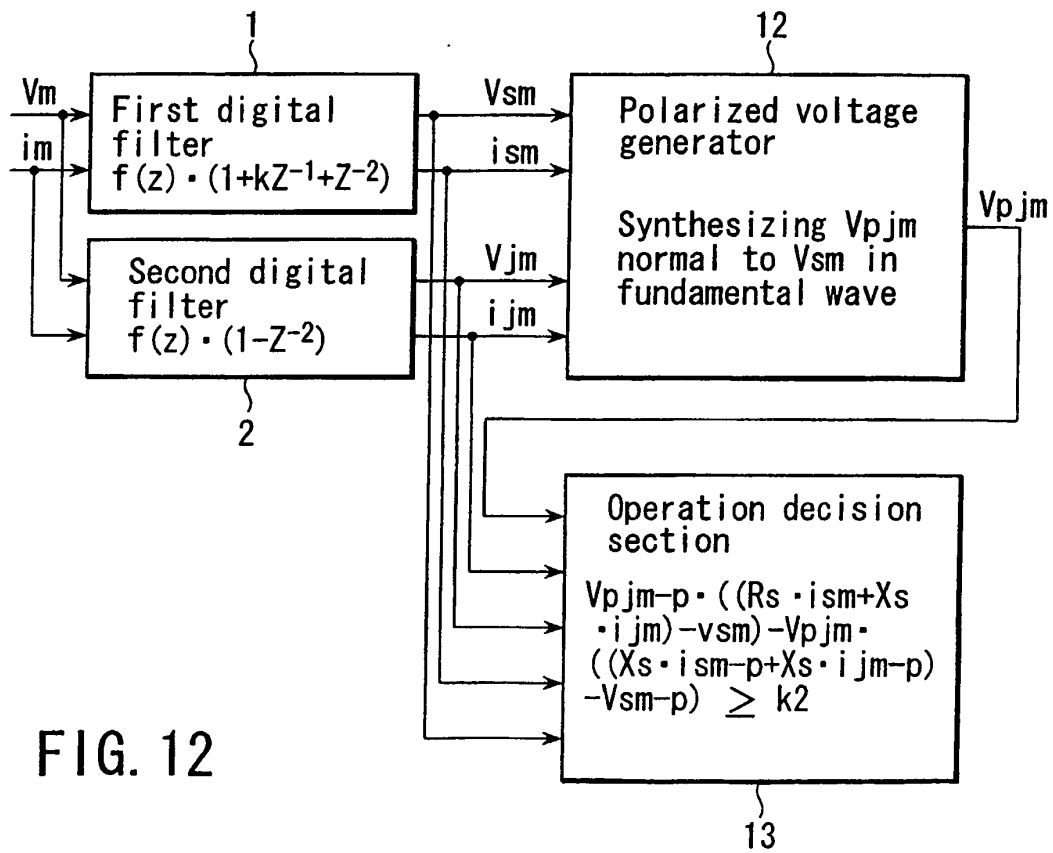 1
12
Vm
im
First digital
filter
f(z)·(1+kZ⁻¹+Z⁻²)
Vsm
ism
Polarized voltage
generator
Synthesizing Vpjm
normal to Vsm in
fundamental wave
Vpjm
Second digital
filter
f(z)·(1-Z⁻²)
Vjm
ijm
2
Operation decision
section
Vpjm-p·((Rs·ism+Xs
·ijm)-vsm)-Vpjm·
((Xs·ism-p+Xs·ijm-p)
-Vsm-p) ≥ k2
13
FIG. 12